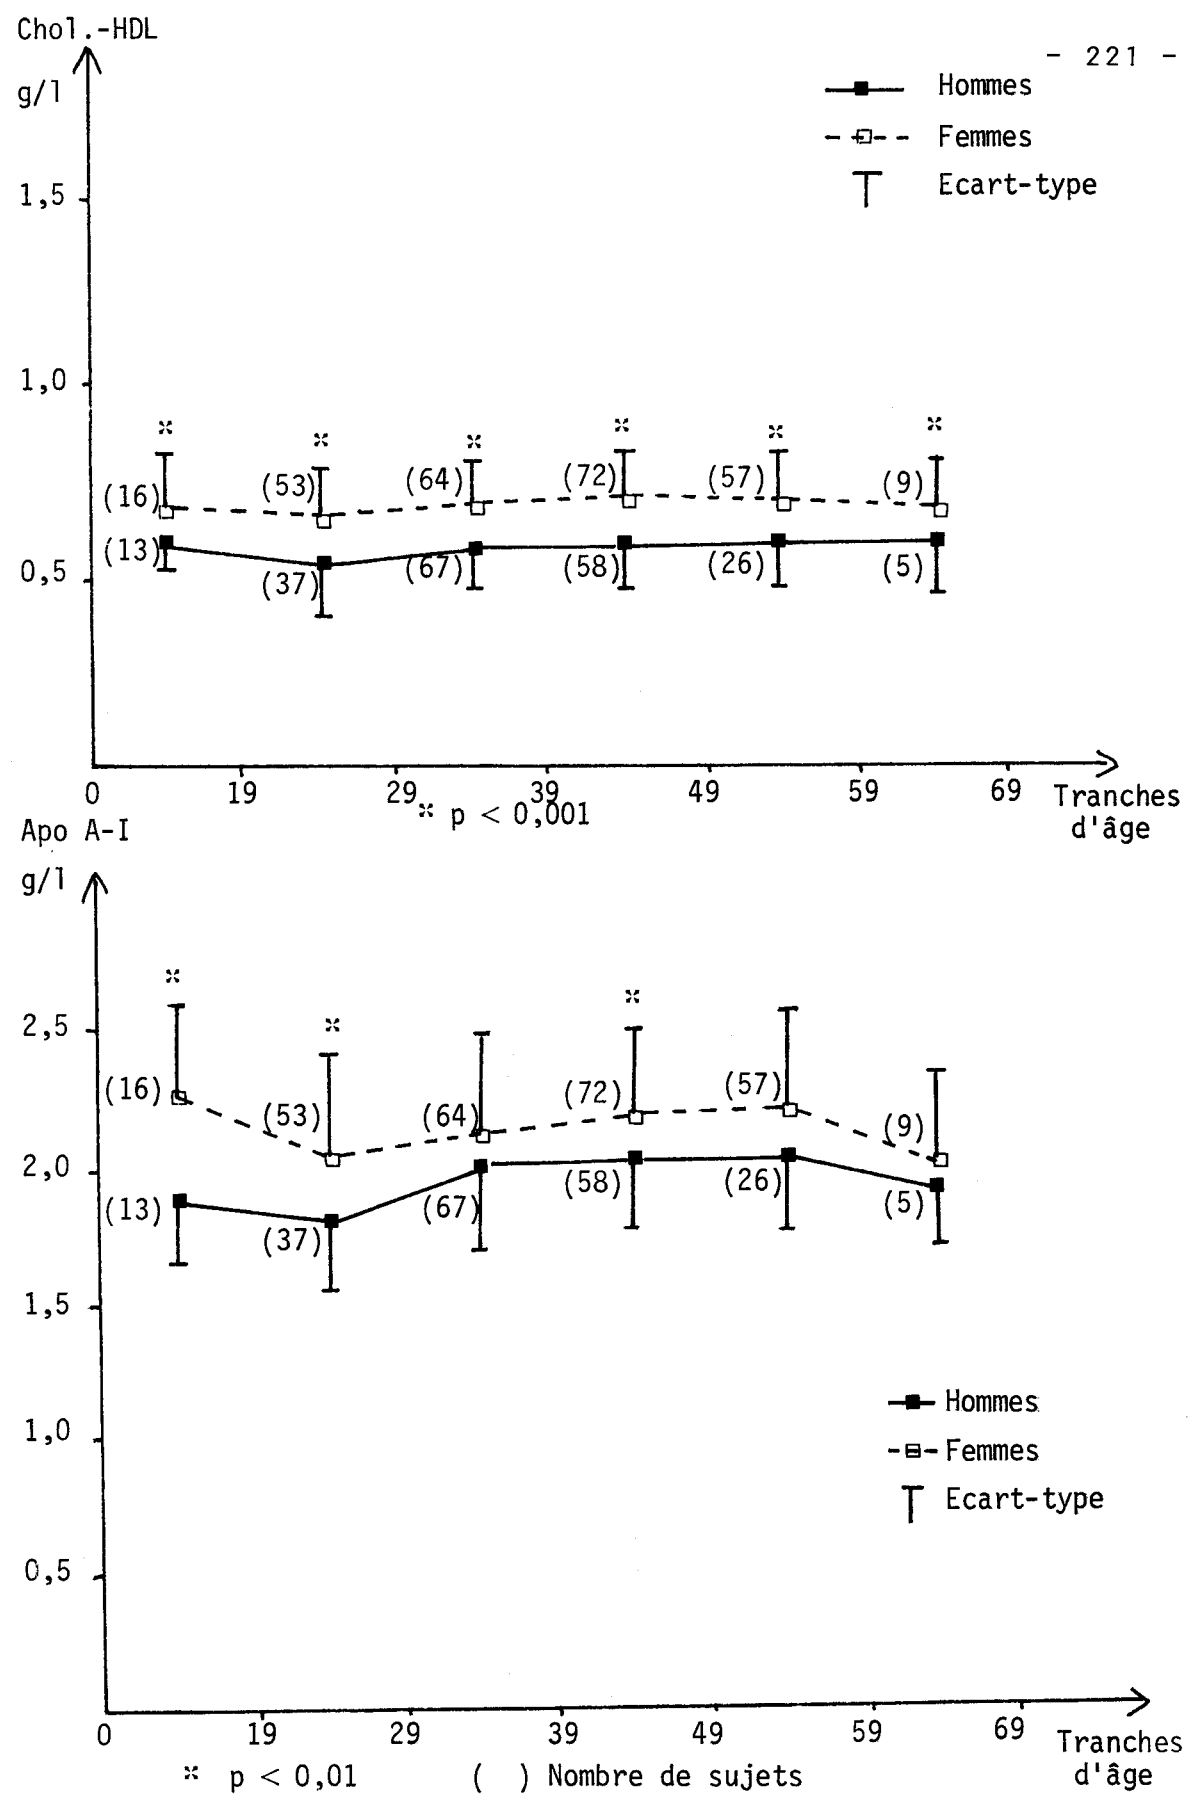 Chol.-HDL
- 221 -
g/l
Hommes
Femmes
Ecart-type
1,5
1,0
0,5
* * * * * *
(16) (53) (64) (72) (57) (9)
(13) (37) (67) (58) (26) (5)
0 19 29 39 49 59 69 Tranches
d'âge
* p < 0,001
Apo A-I
g/l
* * *
2,5
(16) (53) (64) (72) (57) (9)
2,0
(13) (37) (67) (58) (26) (5)
1,5
1,0
0,5
Hommes
Femmes
Ecart-type
0 19 29 39 49 59 69 Tranches
d'âge
* p < 0,01 ( ) Nombre de sujets